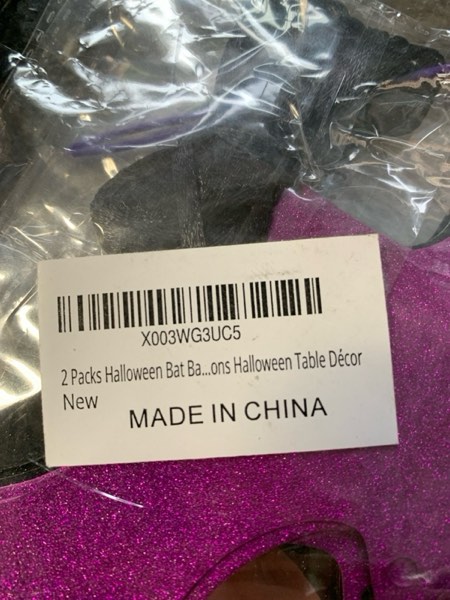 X003WG3UC5
2 Packs Halloween Bat Ba...ons Halloween Table Décor
New
MADE IN CHINA